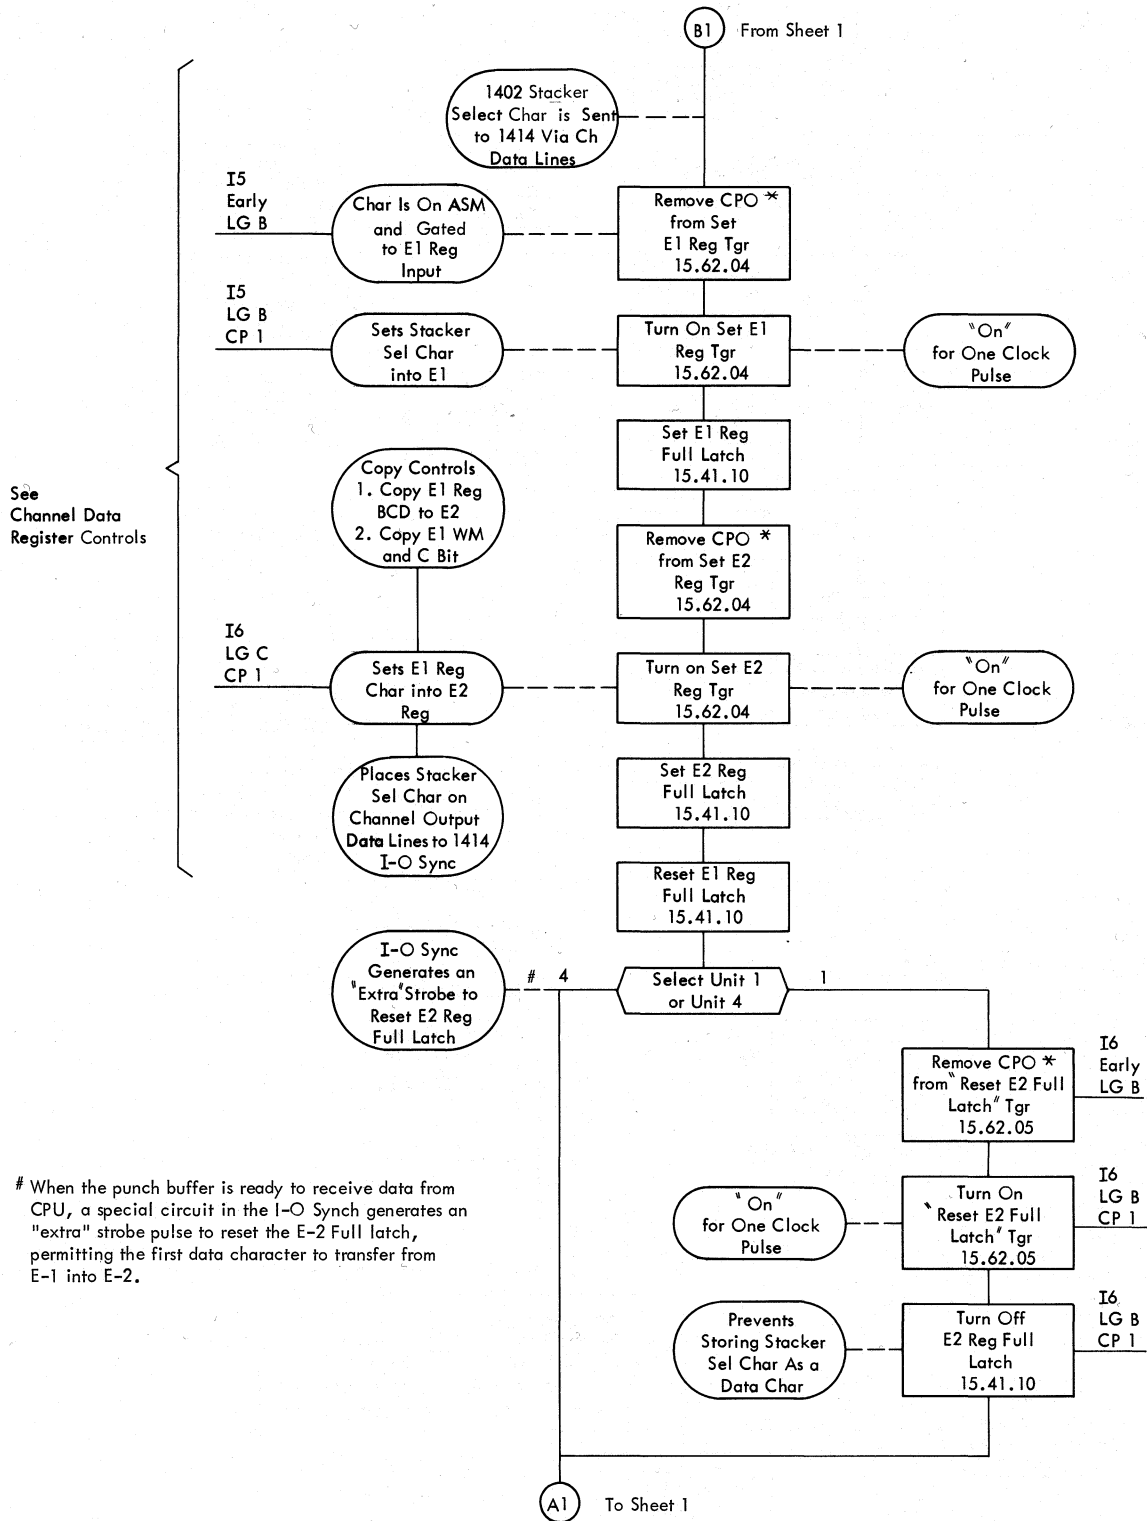 B1 From Sheet 1
1402 Stacker
Select Char is Sent
to 1414 Via Ch
Data Lines
I5
Early
LG B
Char Is On ASM
and Gated
to E1 Reg
Input
Remove CPO *
from Set
E1 Reg Tgr
15.62.04
I5
LG B
CP 1
Sets Stacker
Sel Char
into E1
Turn On Set E1
Reg Tgr
15.62.04
"On"
for One Clock
Pulse
Set E1 Reg
Full Latch
15.41.10
Copy Controls
1. Copy E1 Reg
BCD to E2
2. Copy E1 WM
and C Bit
See
Channel Data
Register Controls
Remove CPO *
from Set E2
Reg Tgr
15.62.04
I6
LG C
CP 1
Sets E1 Reg
Char into E2
Reg
Turn on Set E2
Reg Tgr
15.62.04
"On"
for One Clock
Pulse
Places Stacker
Sel Char on
Channel Output
Data Lines to 1414
I-O Sync
Set E2 Reg
Full Latch
15.41.10
Reset E1 Reg
Full Latch
15.41.10
I-O Sync
Generates an
"Extra" Strobe to
Reset E2 Reg
Full Latch
# 4
Select Unit 1
or Unit 4
1
Remove CPO *
from "Reset E2 Full
Latch" Tgr
15.62.05
I6
Early
LG B
# When the punch buffer is ready to receive data from
CPU, a special circuit in the I-O Synch generates an
"extra" strobe pulse to reset the E-2 Full latch,
permitting the first data character to transfer from
E-1 into E-2.
"On"
for One Clock
Pulse
Turn On
"Reset E2 Full
Latch" Tgr
15.62.05
I6
LG B
CP 1
Prevents
Storing Stacker
Sel Char As a
Data Char
Turn Off
E2 Reg Full
Latch
15.41.10
I6
LG B
CP 1
A1 To Sheet 1